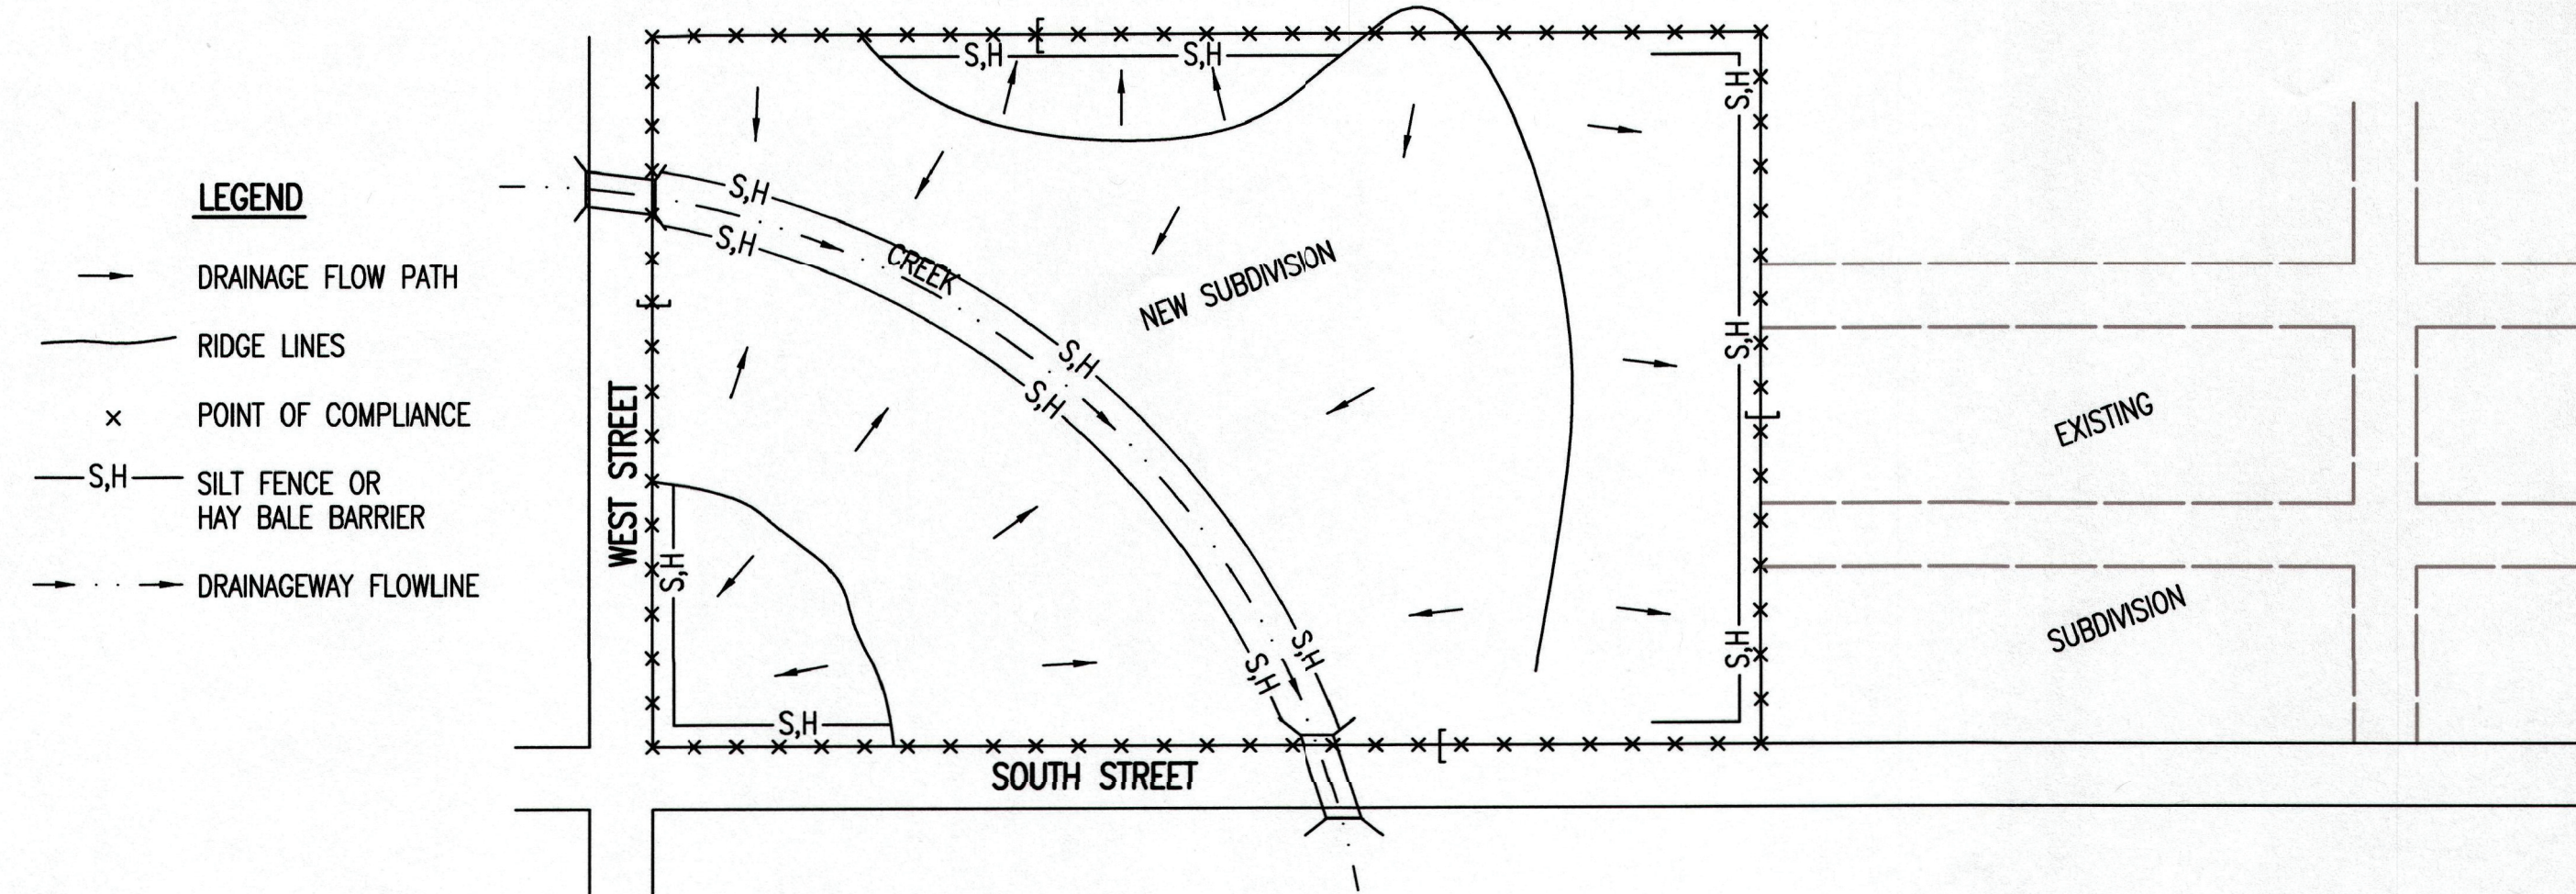 LEGEND
DRAINAGE FLOW PATH
RIDGE LINES
x POINT OF COMPLIANCE
S,H SILT FENCE OR
HAY BALE BARRIER
DRAINAGEWAY FLOWLINE
S,H
S,H
S,H
S,H
S,H
CREEK
NEW SUBDIVISION
S,H
S,H
S,H
WEST STREET
EXISTING
S,H
SUBDIVISION
S,H
S,H
S,H
S,H
SOUTH STREET